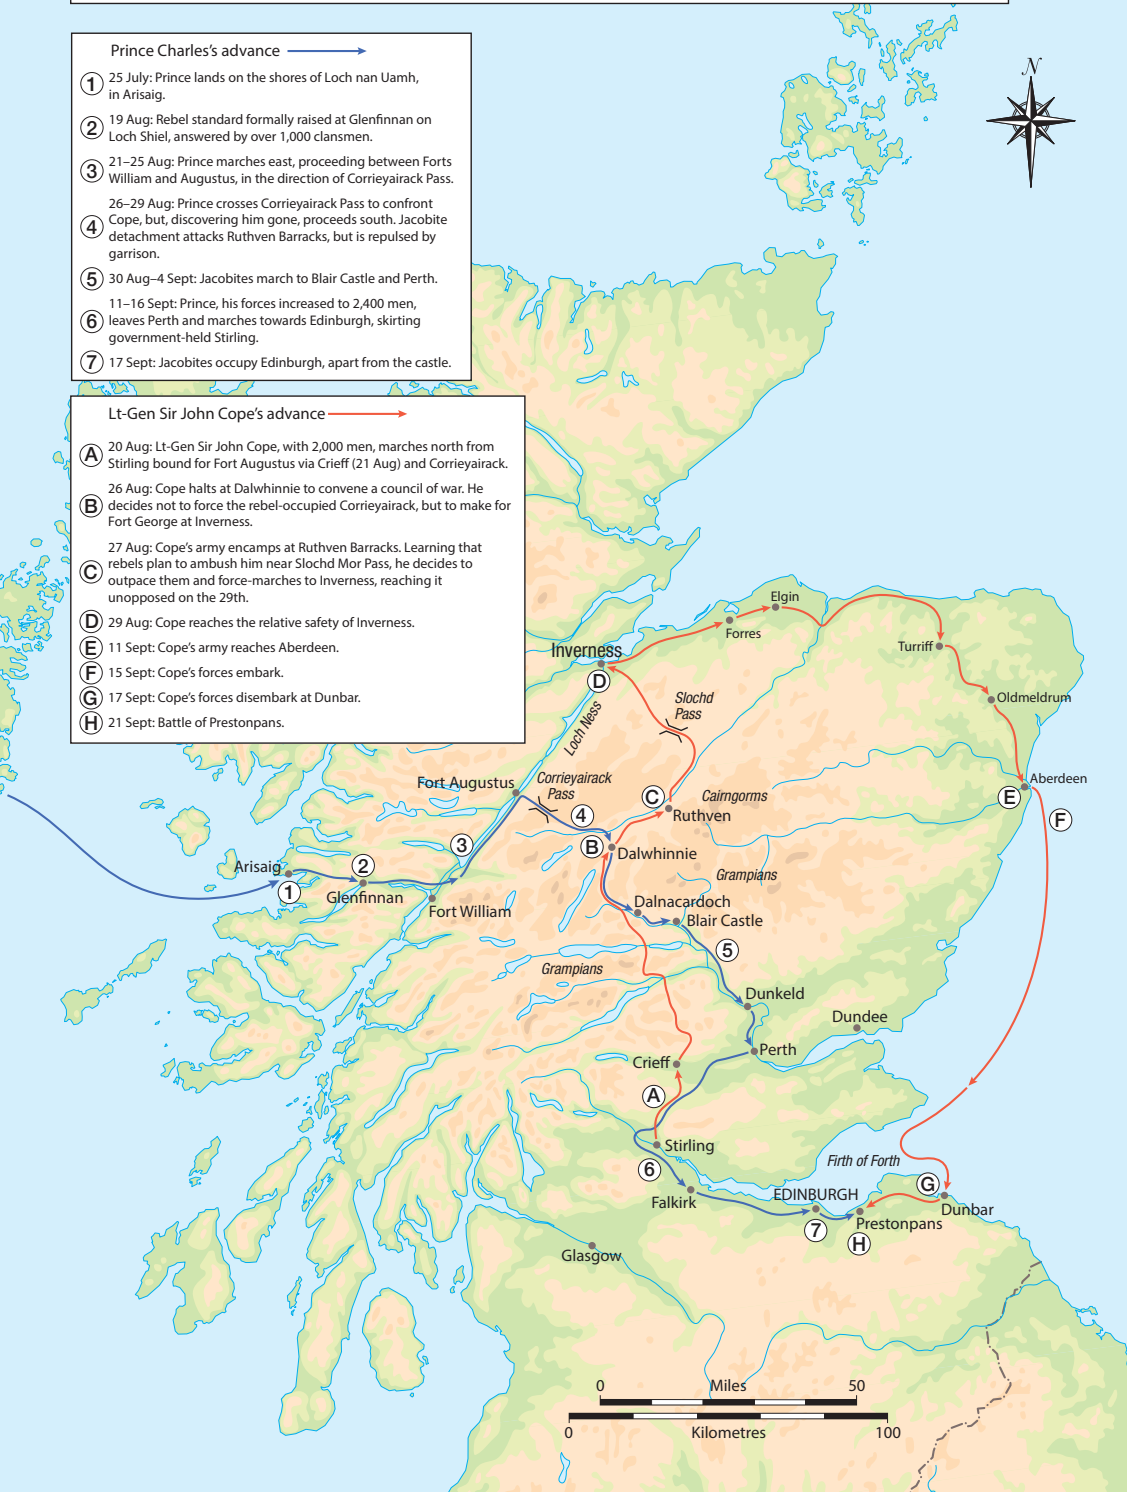 Prince Charles's advance
1 25 July: Prince lands on the shores of Loch nan Uamh,
in Arisaig.
2 19 Aug: Rebel standard formally raised at Glenfinnan on
Loch Shiel, answered by over 1,000 clansmen.
3 21–25 Aug: Prince marches east, proceeding between Forts
William and Augustus, in the direction of Corrieyairack Pass.
4 26–29 Aug: Prince crosses Corrieyairack Pass to confront
Cope, but, discovering him gone, proceeds south. Jacobite
detachment attacks Ruthven Barracks, but is repulsed by
garrison.
5 30 Aug–4 Sept: Jacobites march to Blair Castle and Perth.
6 11–16 Sept: Prince, his forces increased to 2,400 men,
leaves Perth and marches towards Edinburgh, skirting
government-held Stirling.
7 17 Sept: Jacobites occupy Edinburgh, apart from the castle.
Lt-Gen Sir John Cope's advance
A 20 Aug: Lt-Gen Sir John Cope, with 2,000 men, marches north from
Stirling bound for Fort Augustus via Crieff (21 Aug) and Corrieyairack.
B 26 Aug: Cope halts at Dalwhinnie to convene a council of war. He
decides not to force the rebel-occupied Corrieyairack, but to make for
Fort George at Inverness.
C 27 Aug: Cope's army encamps at Ruthven Barracks. Learning that
rebels plan to ambush him near Slochd Mor Pass, he decides to
outpace them and force-marches to Inverness, reaching it
unopposed on the 29th.
D 29 Aug: Cope reaches the relative safety of Inverness.
E 11 Sept: Cope's army reaches Aberdeen.
F 15 Sept: Cope's forces embark.
G 17 Sept: Cope's forces disembark at Dunbar.
H 21 Sept: Battle of Prestonpans.
N
Elgin
Forres
Turriff
Inverness
D
Oldmeldrum
Slochd
Pass
Loch Ness
Aberdeen
E
F
Fort Augustus
Corrieyairack
Pass
C
Cairngorms
Ruthven
4
3
B
Dalwhinnie
Arisaig
2
1
Glenfinnan
Fort William
Grampians
Dalnacardoch
Blair Castle
5
Grampians
Dunkeld
Dundee
Perth
Crieff
A
Stirling
6
Firth of Forth
Falkirk
EDINBURGH
G
Dunbar
7
Prestonpans
H
Glasgow
0 Miles 50
0 Kilometres 100